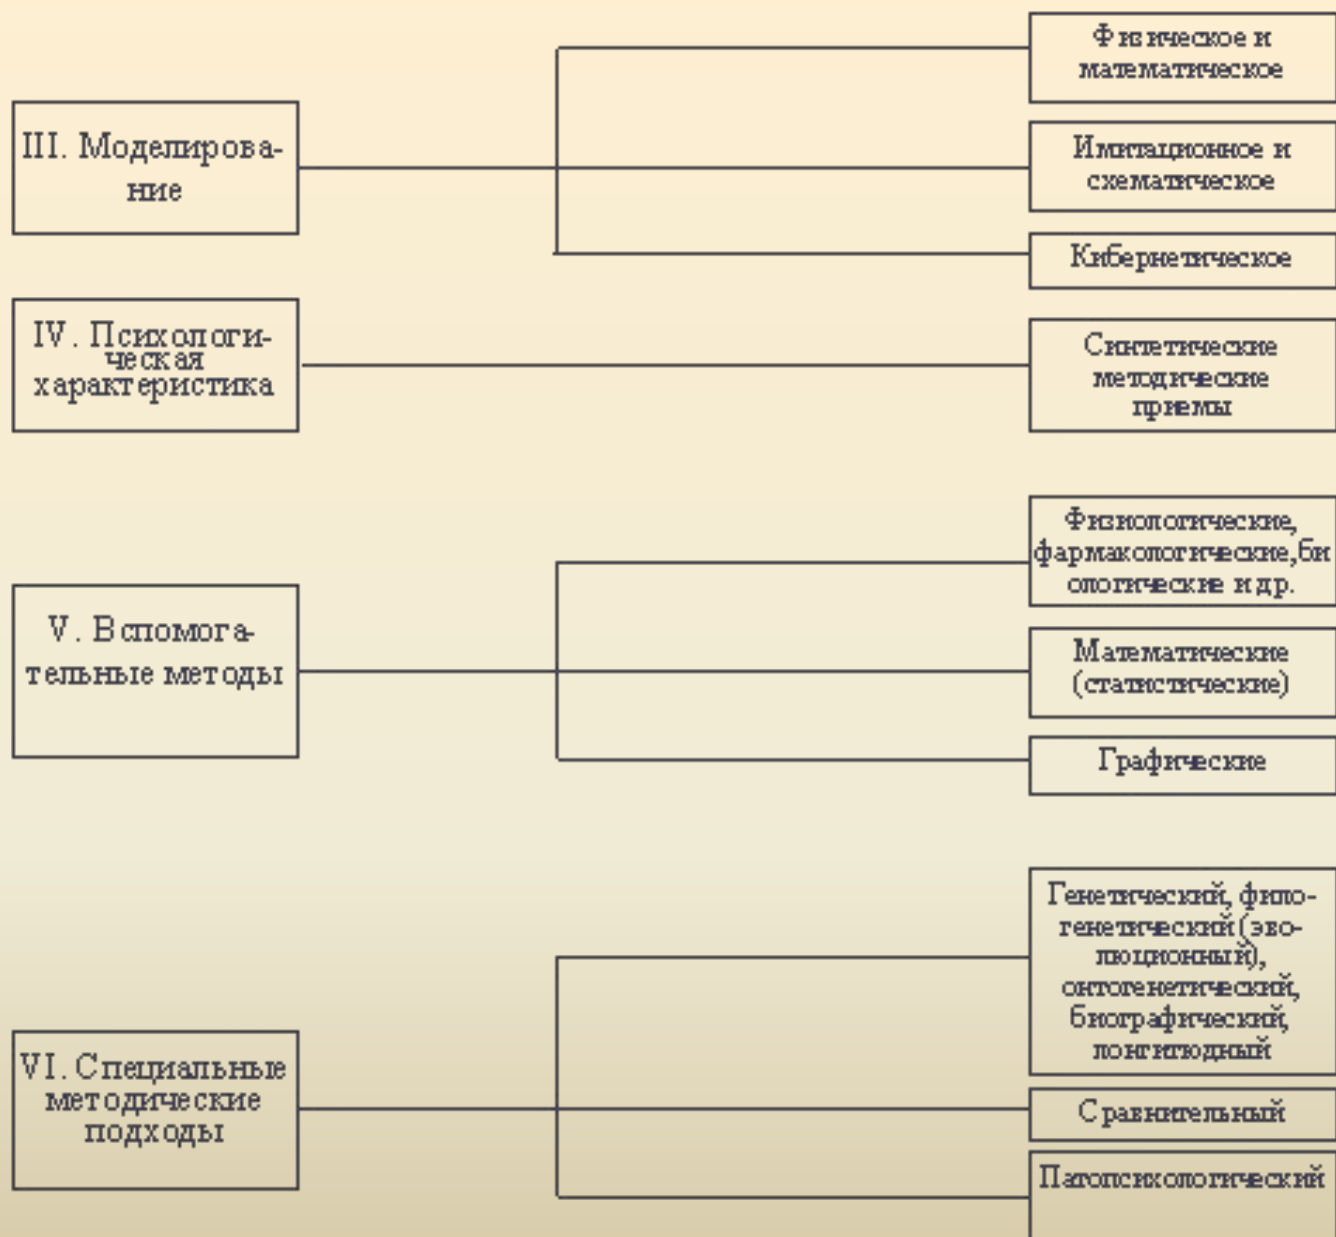 Физическое и
математическое
III. Моделирова-
ние
Имитационное и
схематическое
Кибернетическое
IV. Психологи-
ческая
характеристика
Синтетические
методические
приемы
Физиологические,
фармакологические,би
ологические и др.
V. Вспомога-
тельные методы
Математические
(статистические)
Графические
Генетический, фило-
генетический(эво-
люционный),
онтогенетический,
биографический,
лонгитюдный
VI. Специальные
методические
подходы
Сравнительный
Патопсихологический